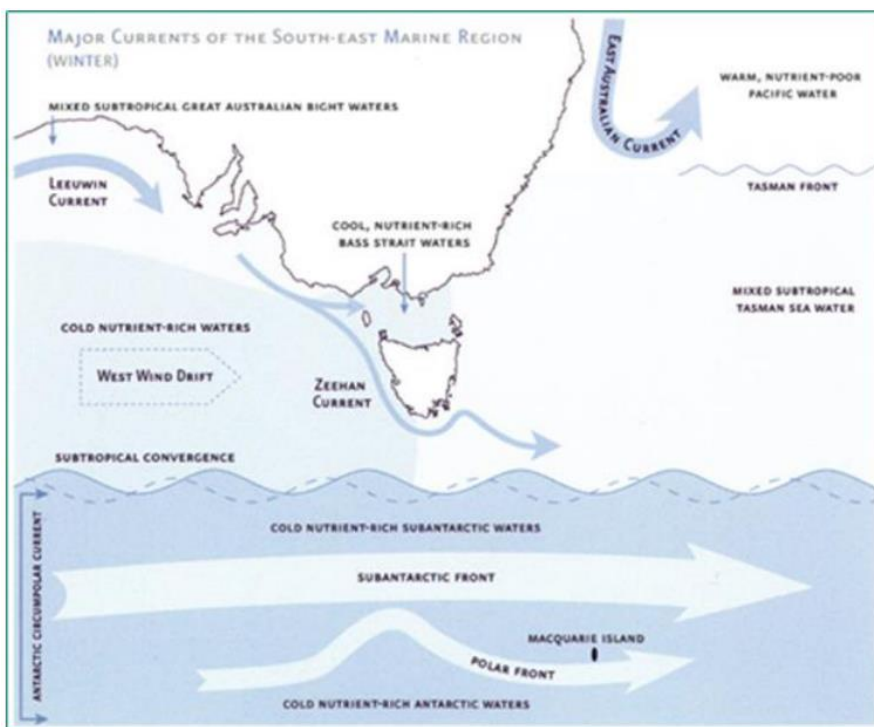 MAJOR CURRENTS OF THE SOUTH-EAST MARINE REGION
(WINTER)
MIXED SUBTROPICAL GREAT AUSTRALIAN BIGHT WATERS
EAST AUSTRALIAN CURRENT
WARM, NUTRIENT-POOR
PACIFIC WATER
LEEUWIN
CURRENT
TASMAN FRONT
COOL, NUTRIENT-RICH
BASS STRAIT WATERS
MIXED SUBTROPICAL
TASMAN SEA WATER
COLD NUTRIENT-RICH WATERS
WEST WIND DRIFT
ZEEHAN
CURRENT
SUBTROPICAL CONVERGENCE
ANTARCTIC CIRCUMPOLAR CURRENT
COLD NUTRIENT-RICH SUBANTARCTIC WATERS
SUBANTARCTIC FRONT
MACQUARIE ISLAND
POLAR FRONT
COLD NUTRIENT-RICH ANTARCTIC WATERS